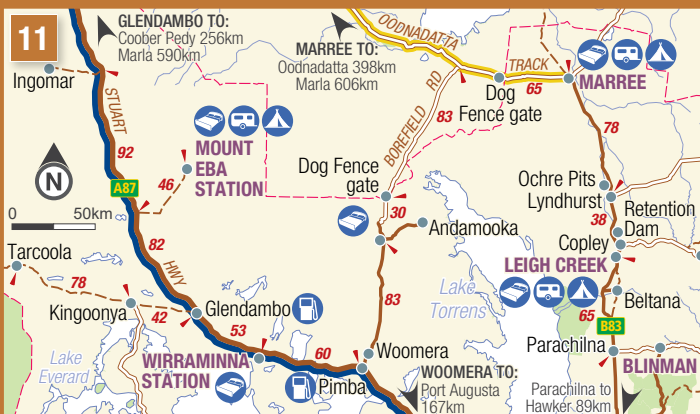 11
GLENDAMBO TO:
Coober Pedy 256km
Marla 590km
MARREE TO:
Oodnadatta 398km
Marla 606km
OODNADATTA
TRACK
65
Ingomar
STUART
92
BOREFIELD RD
83
Dog
Fence gate
MARREE
78
MOUNT
EBA
STATION
46
A87
N
0
50km
Dog Fence
gate
30
Ochre Pits
Lyndhurst
38
Retention
Dam
Andamooka
Copley
LEIGH CREEK
82
HWY
Tarcoola
78
Kingoonya
42
Glendambo
83
Lake
Torrens
65
Beltana
B83
53
60
Lake
Everard
WIRRAMINNA
STATION
Pimba
Woomera
WOOMERA TO:
Port Augusta
167km
Parachilna
BLINMAN
Parachilna to
Hawker 89km